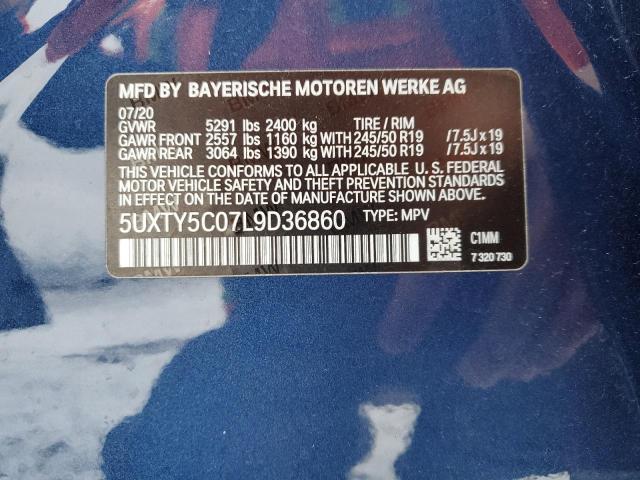 MFD BY BAYERISCHE MOTOREN WERKE AG
07/20
GVWR 5291 lbs 2400 kg TIRE / RIM
GAWR FRONT 2557 lbs 1160 kg WITH 245/50 R19 /7.5J x 19
GAWR REAR 3064 lbs 1390 kg WITH 245/50 R19 /7.5J x 19
THIS VEHICLE CONFORMS TO ALL APPLICABLE U. S. FEDERAL
MOTOR VEHICLE SAFETY AND THEFT PREVENTION STANDARDS
IN EFFECT ON THE DATE OF MANUFACTURE SHOWN ABOVE.
5UXTY5C07L9D36860 TYPE: MPV
C1MM
7 320 730